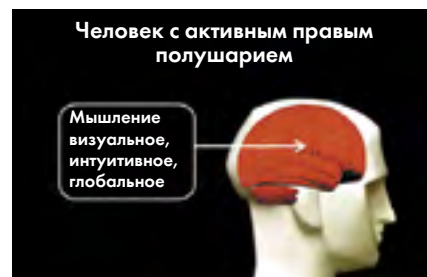 Человек с активным правым
полушарием
Мышление
визуальное,
интуитивное,
глобальное